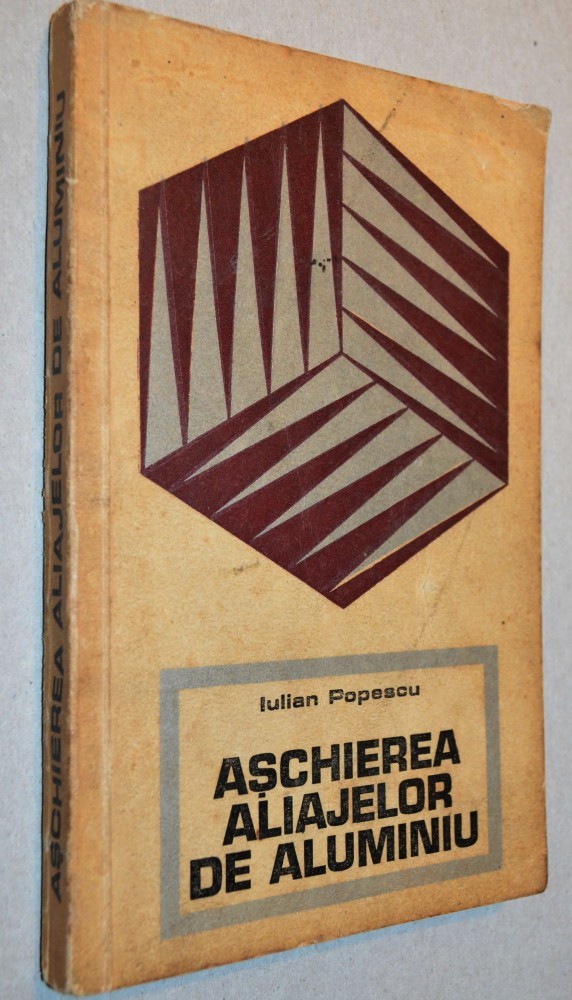 AȘCHIEREA ALIAJELOR DE ALUMINIU
Iulian Popescu
AȘCHIEREA
ALIAJELOR
DE ALUMINIU